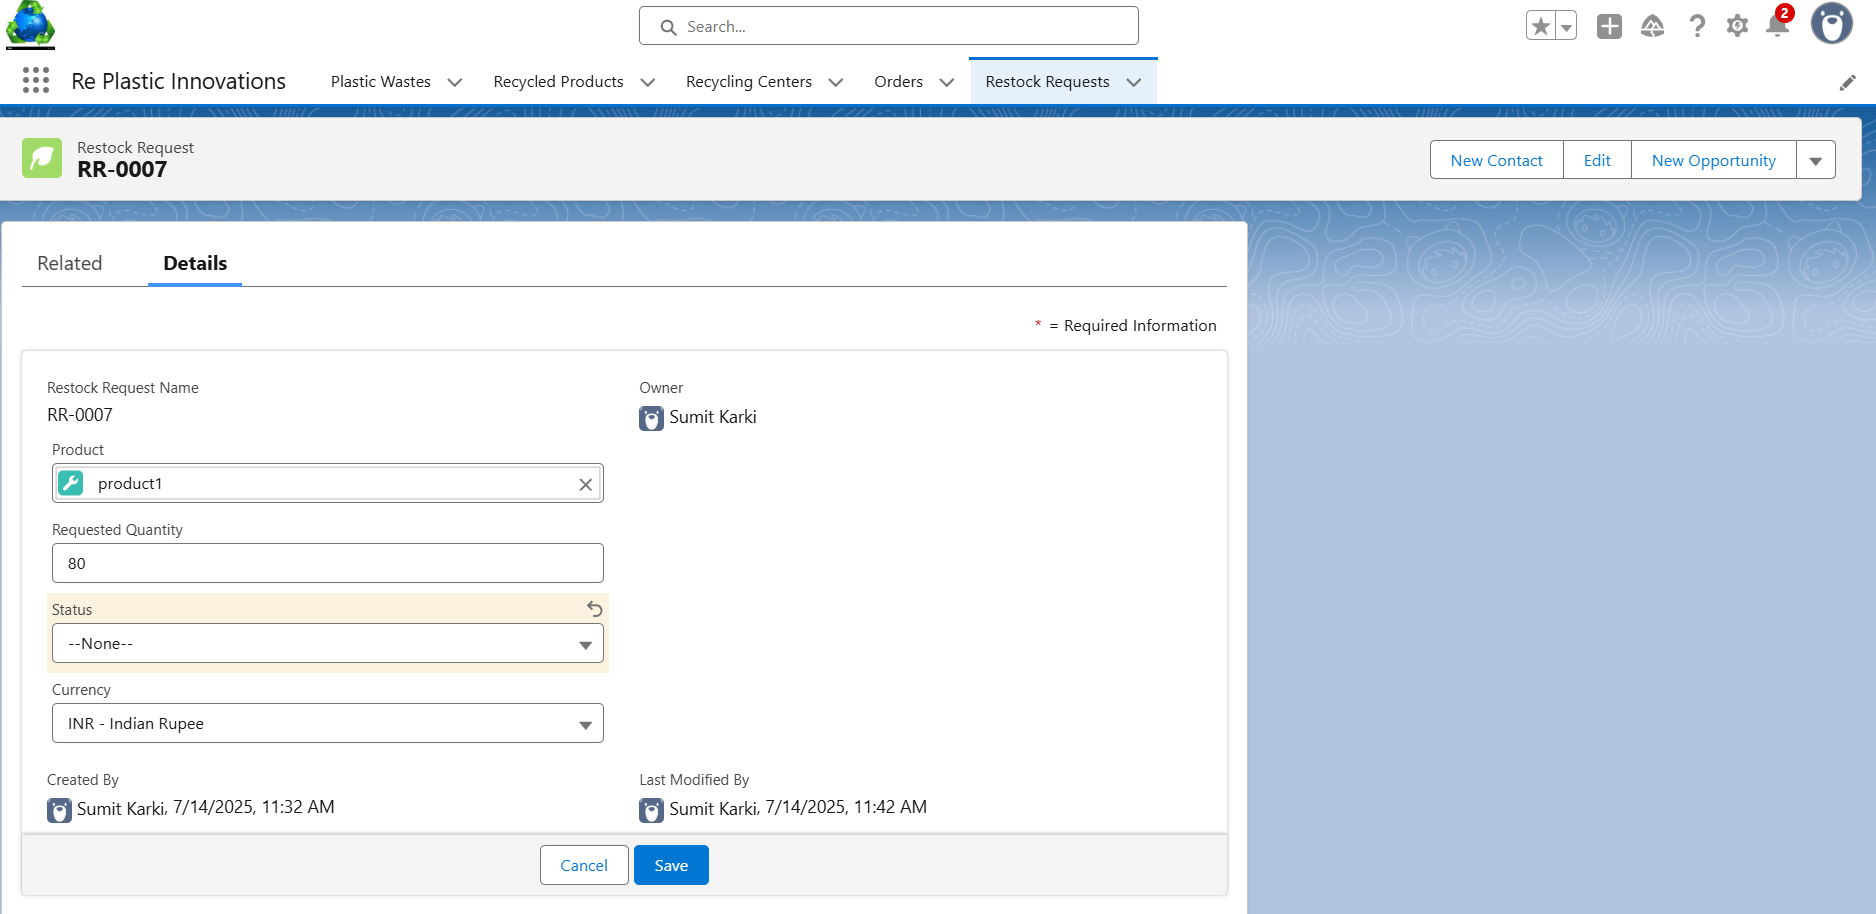 Search...
2
Re Plastic Innovations
Plastic Wastes
Recycled Products
Recycling Centers
Orders
Restock Requests
Restock Request
RR-0007
New Contact
Edit
New Opportunity
Related
Details
* = Required Information
Restock Request Name
RR-0007
Owner
Sumit Karki
Product
product1
Requested Quantity
80
Status
--None--
Currency
INR - Indian Rupee
Created By
Sumit Karki, 7/14/2025, 11:32 AM
Last Modified By
Sumit Karki, 7/14/2025, 11:42 AM
Cancel
Save